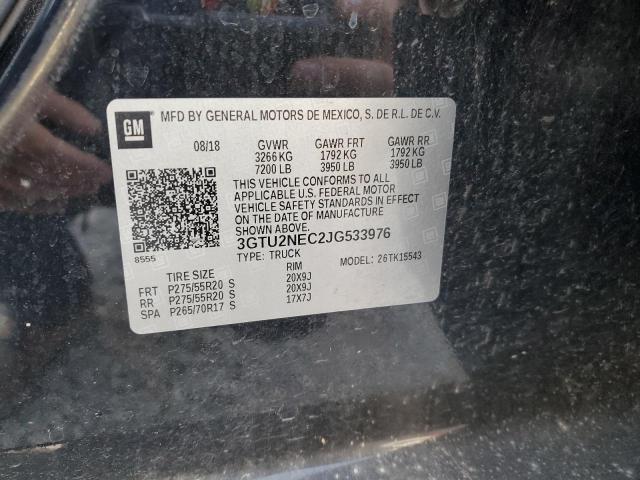 GM MFD BY GENERAL MOTORS DE MEXICO, S. DE R.L. DE C.V.
08/18 GVWR GAWR FRT GAWR RR
3266 KG 1792 KG 1792 KG
7200 LB 3950 LB 3950 LB
THIS VEHICLE CONFORMS TO ALL
APPLICABLE U.S. FEDERAL MOTOR
VEHICLE SAFETY STANDARDS IN EFFECT
ON THE DATE OF MANUFACTURE
SHOWN ABOVE.
3GTU2NEC2JG533976
8555 TYPE: TRUCK MODEL: 26TK15543
TIRE SIZE RIM
FRT P275/55R20 S 20X9J
RR P275/55R20 S 20X9J
SPA P265/70R17 S 17X7J